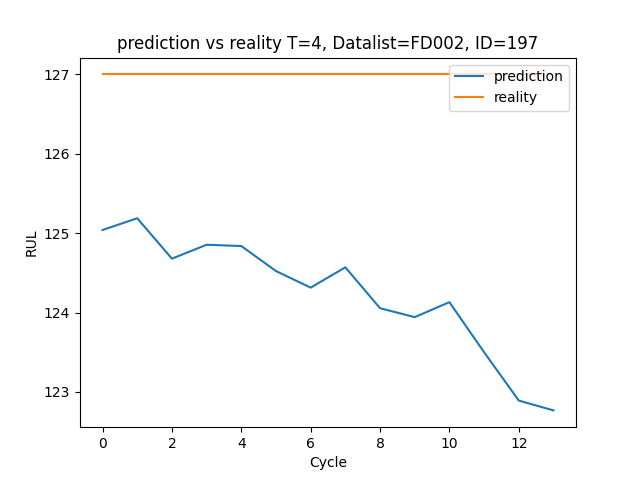 prediction vs reality T=4, Datalist=FD002, ID=197
127
126
125
124
123
RUL
prediction
reality
0 2 4 6 8 10 12
Cycle